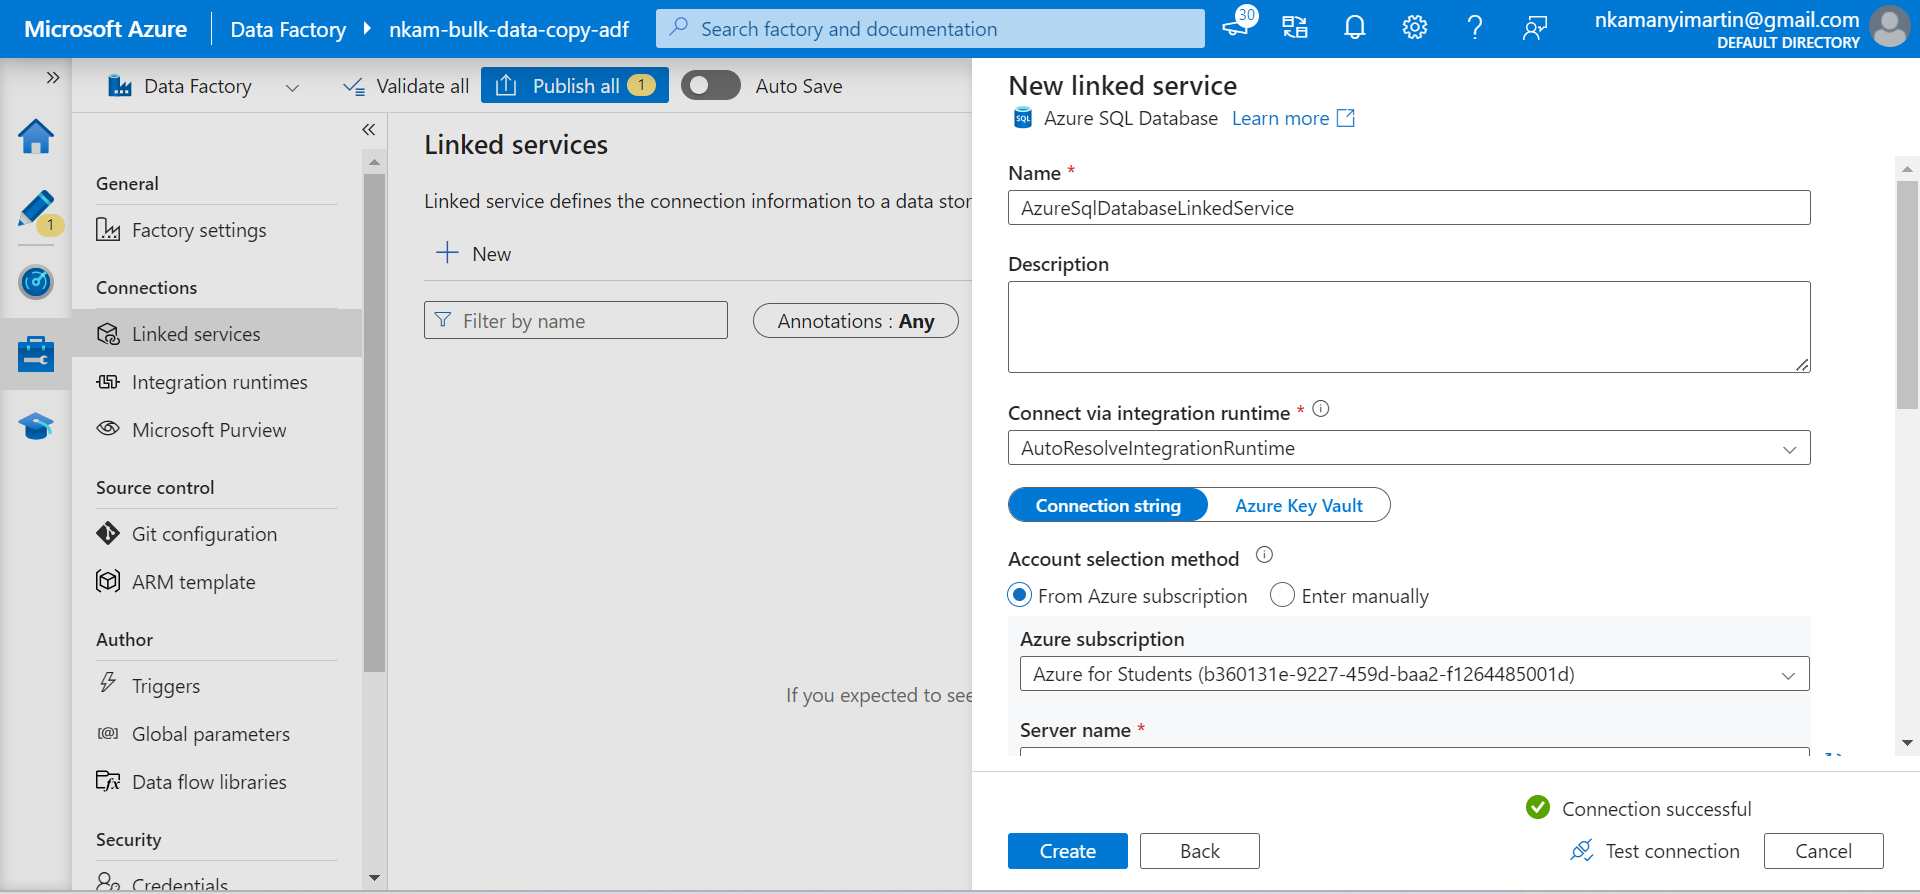 Microsoft Azure
Data Factory
nkam-bulk-data-copy-adf
Search factory and documentation
30
nkamanyimartin@gmail.com
DEFAULT DIRECTORY
Data Factory
Validate all
Publish all 1
Auto Save
1
General
Factory settings
Connections
Linked services
Integration runtimes
Microsoft Purview
Source control
Git configuration
ARM template
Author
Triggers
Global parameters
Data flow libraries
Security
Credentials
Linked services
Linked service defines the connection information to a data stor
New
Filter by name
Annotations : Any
If you expected to see
New linked service
SQL
Azure SQL Database Learn more
Name *
AzureSqlDatabaseLinkedService
Description
Connect via integration runtime *
AutoResolveIntegrationRuntime
Connection string
Azure Key Vault
Account selection method
From Azure subscription
Enter manually
Azure subscription
Azure for Students (b360131e-9227-459d-baa2-f1264485001d)
Server name *
Connection successful
Create
Back
Test connection
Cancel